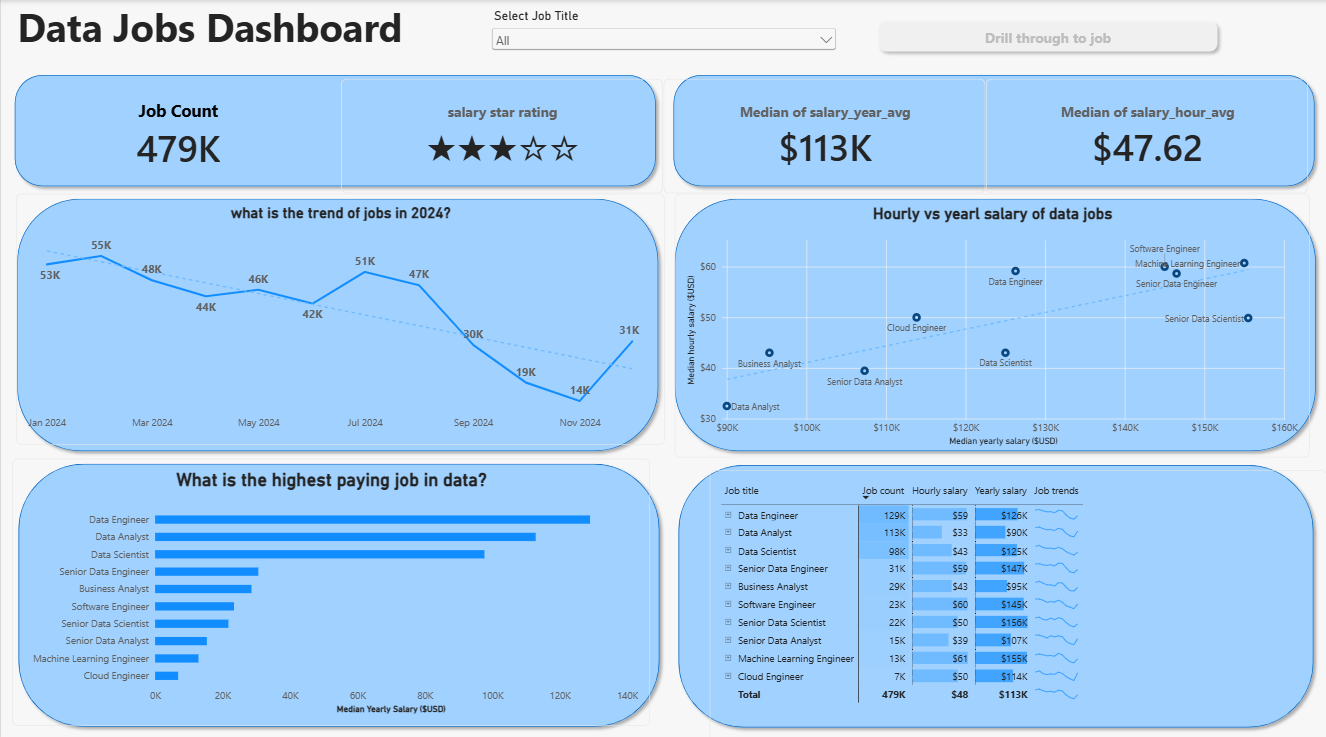 Data Jobs Dashboard
Select Job Title
All
Drill through to job
Job Count
479K
salary star rating
★★★☆☆
Median of salary_year_avg
$113K
Median of salary_hour_avg
$47.62
what is the trend of jobs in 2024?
53K
55K
48K
44K
46K
42K
51K
47K
30K
19K
14K
31K
Jan 2024
Mar 2024
May 2024
Jul 2024
Sep 2024
Nov 2024
Hourly vs yearl salary of data jobs
Median hourly salary ($USD)
$60
$50
$40
$30
Software Engineer
Machine Learning Engineer
Data Engineer
Senior Data Engineer
Cloud Engineer
Senior Data Scientist
Business Analyst
Data Scientist
Senior Data Analyst
Data Analyst
$90K
$100K
$110K
$120K
$130K
$140K
$150K
$160K
Median yearly salary ($USD)
What is the highest paying job in data?
Data Engineer
Data Analyst
Data Scientist
Senior Data Engineer
Business Analyst
Software Engineer
Senior Data Scientist
Senior Data Analyst
Machine Learning Engineer
Cloud Engineer
0K
20K
40K
60K
80K
100K
120K
140K
Median Yearly Salary ($USD)
Job title Job count Hourly salary Yearly salary Job trends
Data Engineer 129K $59 $126K
Data Analyst 113K $33 $90K
Data Scientist 98K $43 $125K
Senior Data Engineer 31K $59 $147K
Business Analyst 29K $43 $95K
Software Engineer 23K $60 $145K
Senior Data Scientist 22K $50 $156K
Senior Data Analyst 15K $39 $107K
Machine Learning Engineer 13K $61 $155K
Cloud Engineer 7K $50 $114K
Total 479K $48 $113K